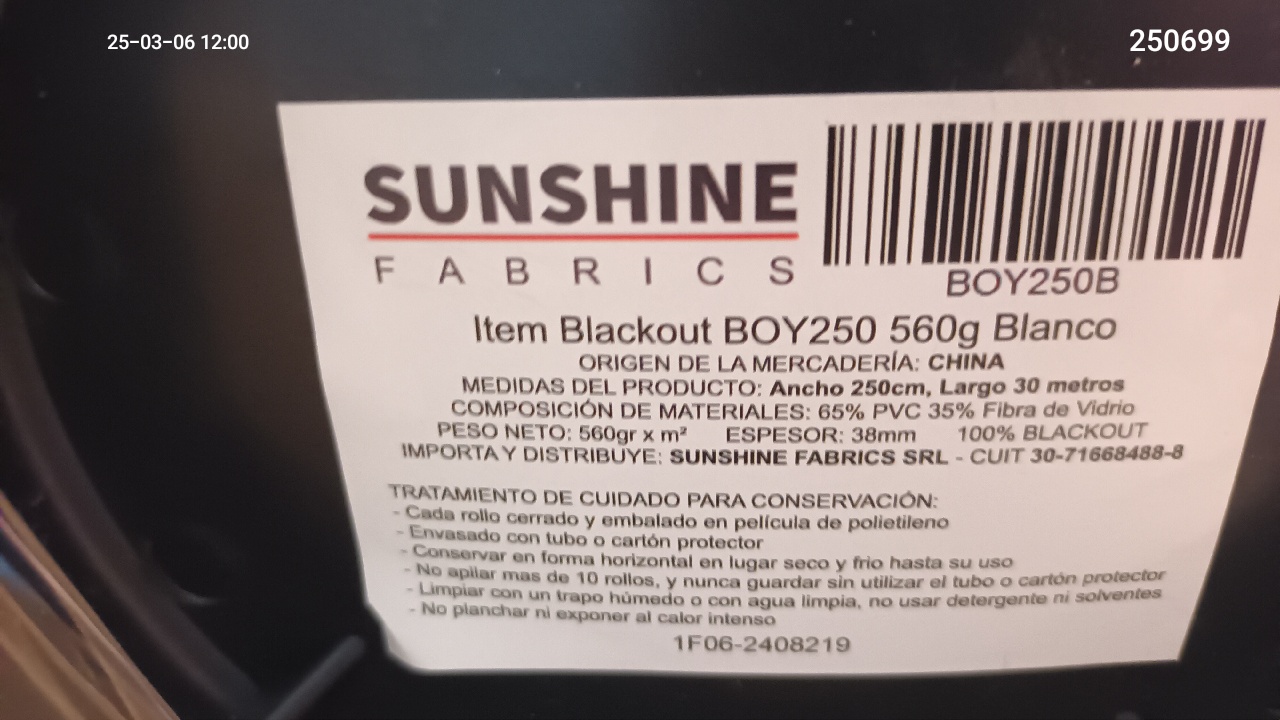 25-03-06 12:00
250699
SUNSHINE
FABRICS
BOY250B
Item Blackout BOY250 560g Blanco
ORIGEN DE LA MERCADERÍA: CHINA
MEDIDAS DEL PRODUCTO: Ancho 250cm, Largo 30 metros
COMPOSICIÓN DE MATERIALES: 65% PVC 35% Fibra de Vidrio
PESO NETO: 560gr x m² ESPESOR: 38mm 100% BLACKOUT
IMPORTA Y DISTRIBUYE: SUNSHINE FABRICS SRL - CUIT 30-71668488-8
TRATAMIENTO DE CUIDADO PARA CONSERVACIÓN:
- Cada rollo cerrado y embalado en película de polietileno
- Envasado con tubo o cartón protector
- Conservar en forma horizontal en lugar seco y frio hasta su uso
- No apilar mas de 10 rollos, y nunca guardar sin utilizar el tubo o cartón protector
- Limpiar con un trapo húmedo o con agua limpia, no usar detergente ni solventes
- No planchar ni exponer al calor intenso
1F06-2408219